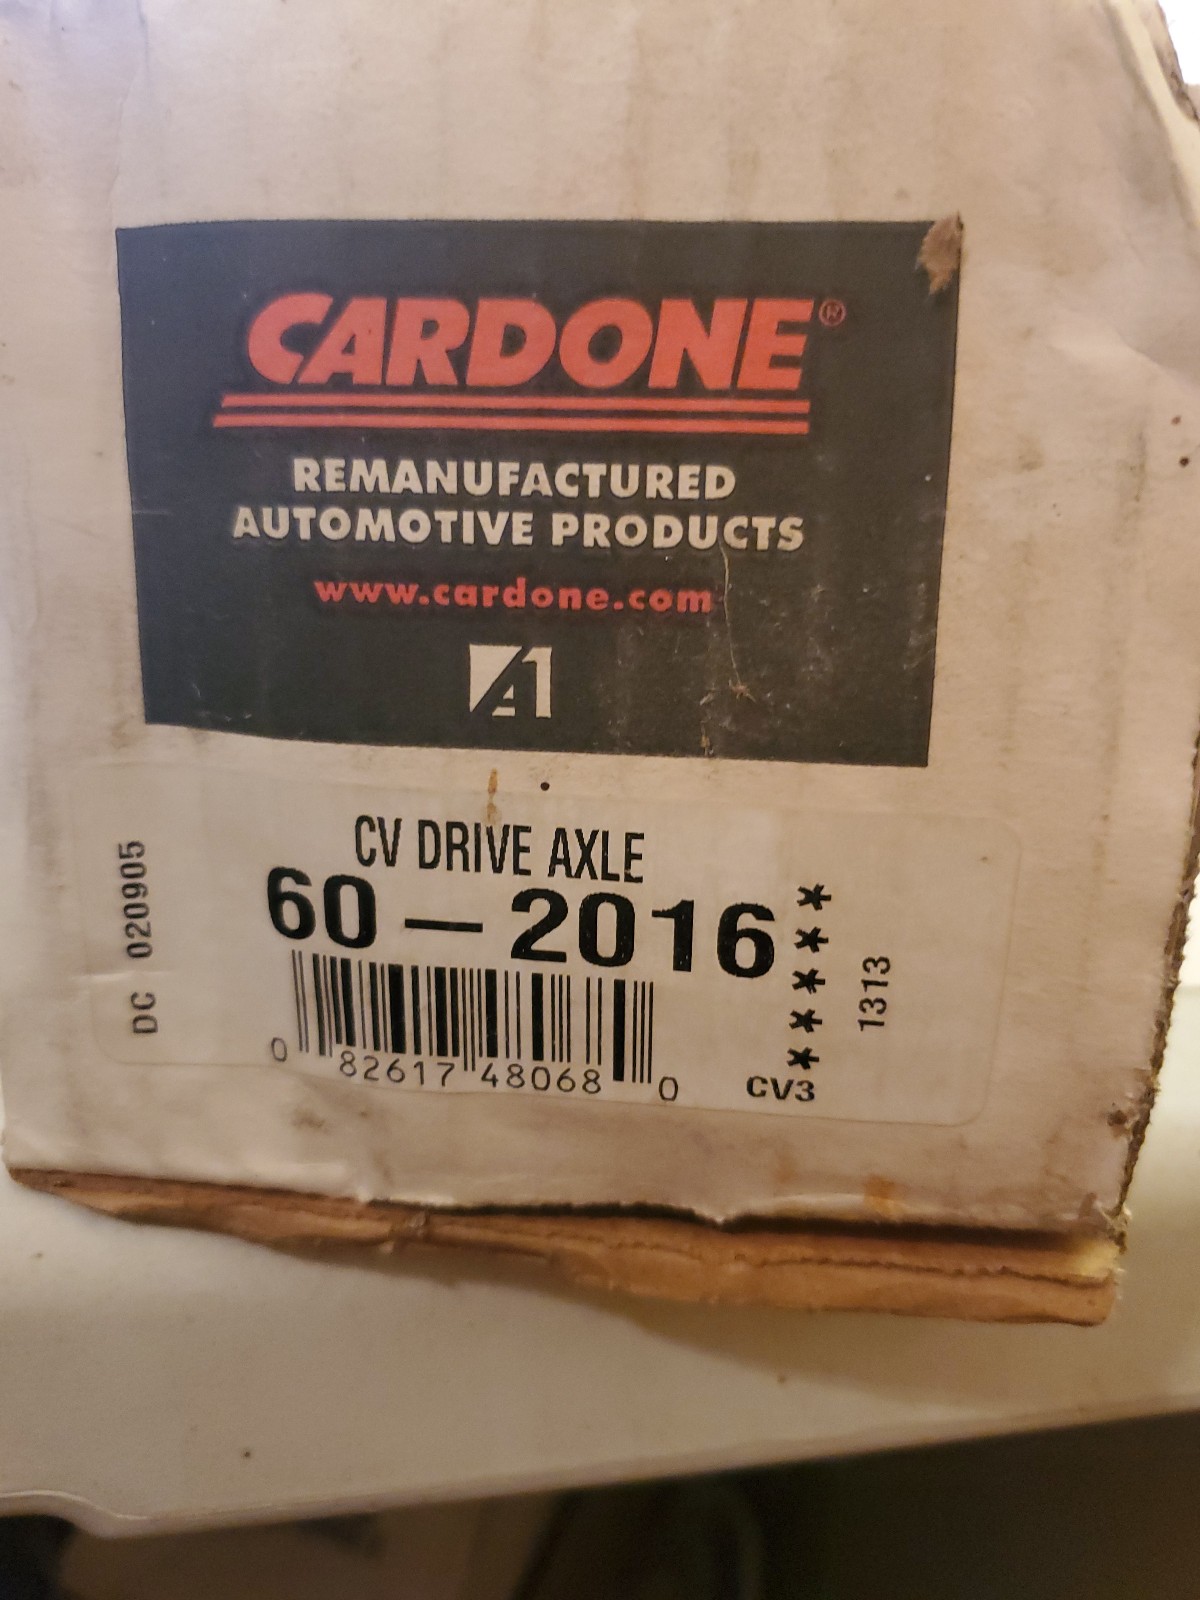 CARDONE®
REMANUFACTURED
AUTOMOTIVE PRODUCTS
www.cardone.com
A1
CV DRIVE AXLE
60-2016
*****
DC 020905
1313
0 82617 48068 0
CV3